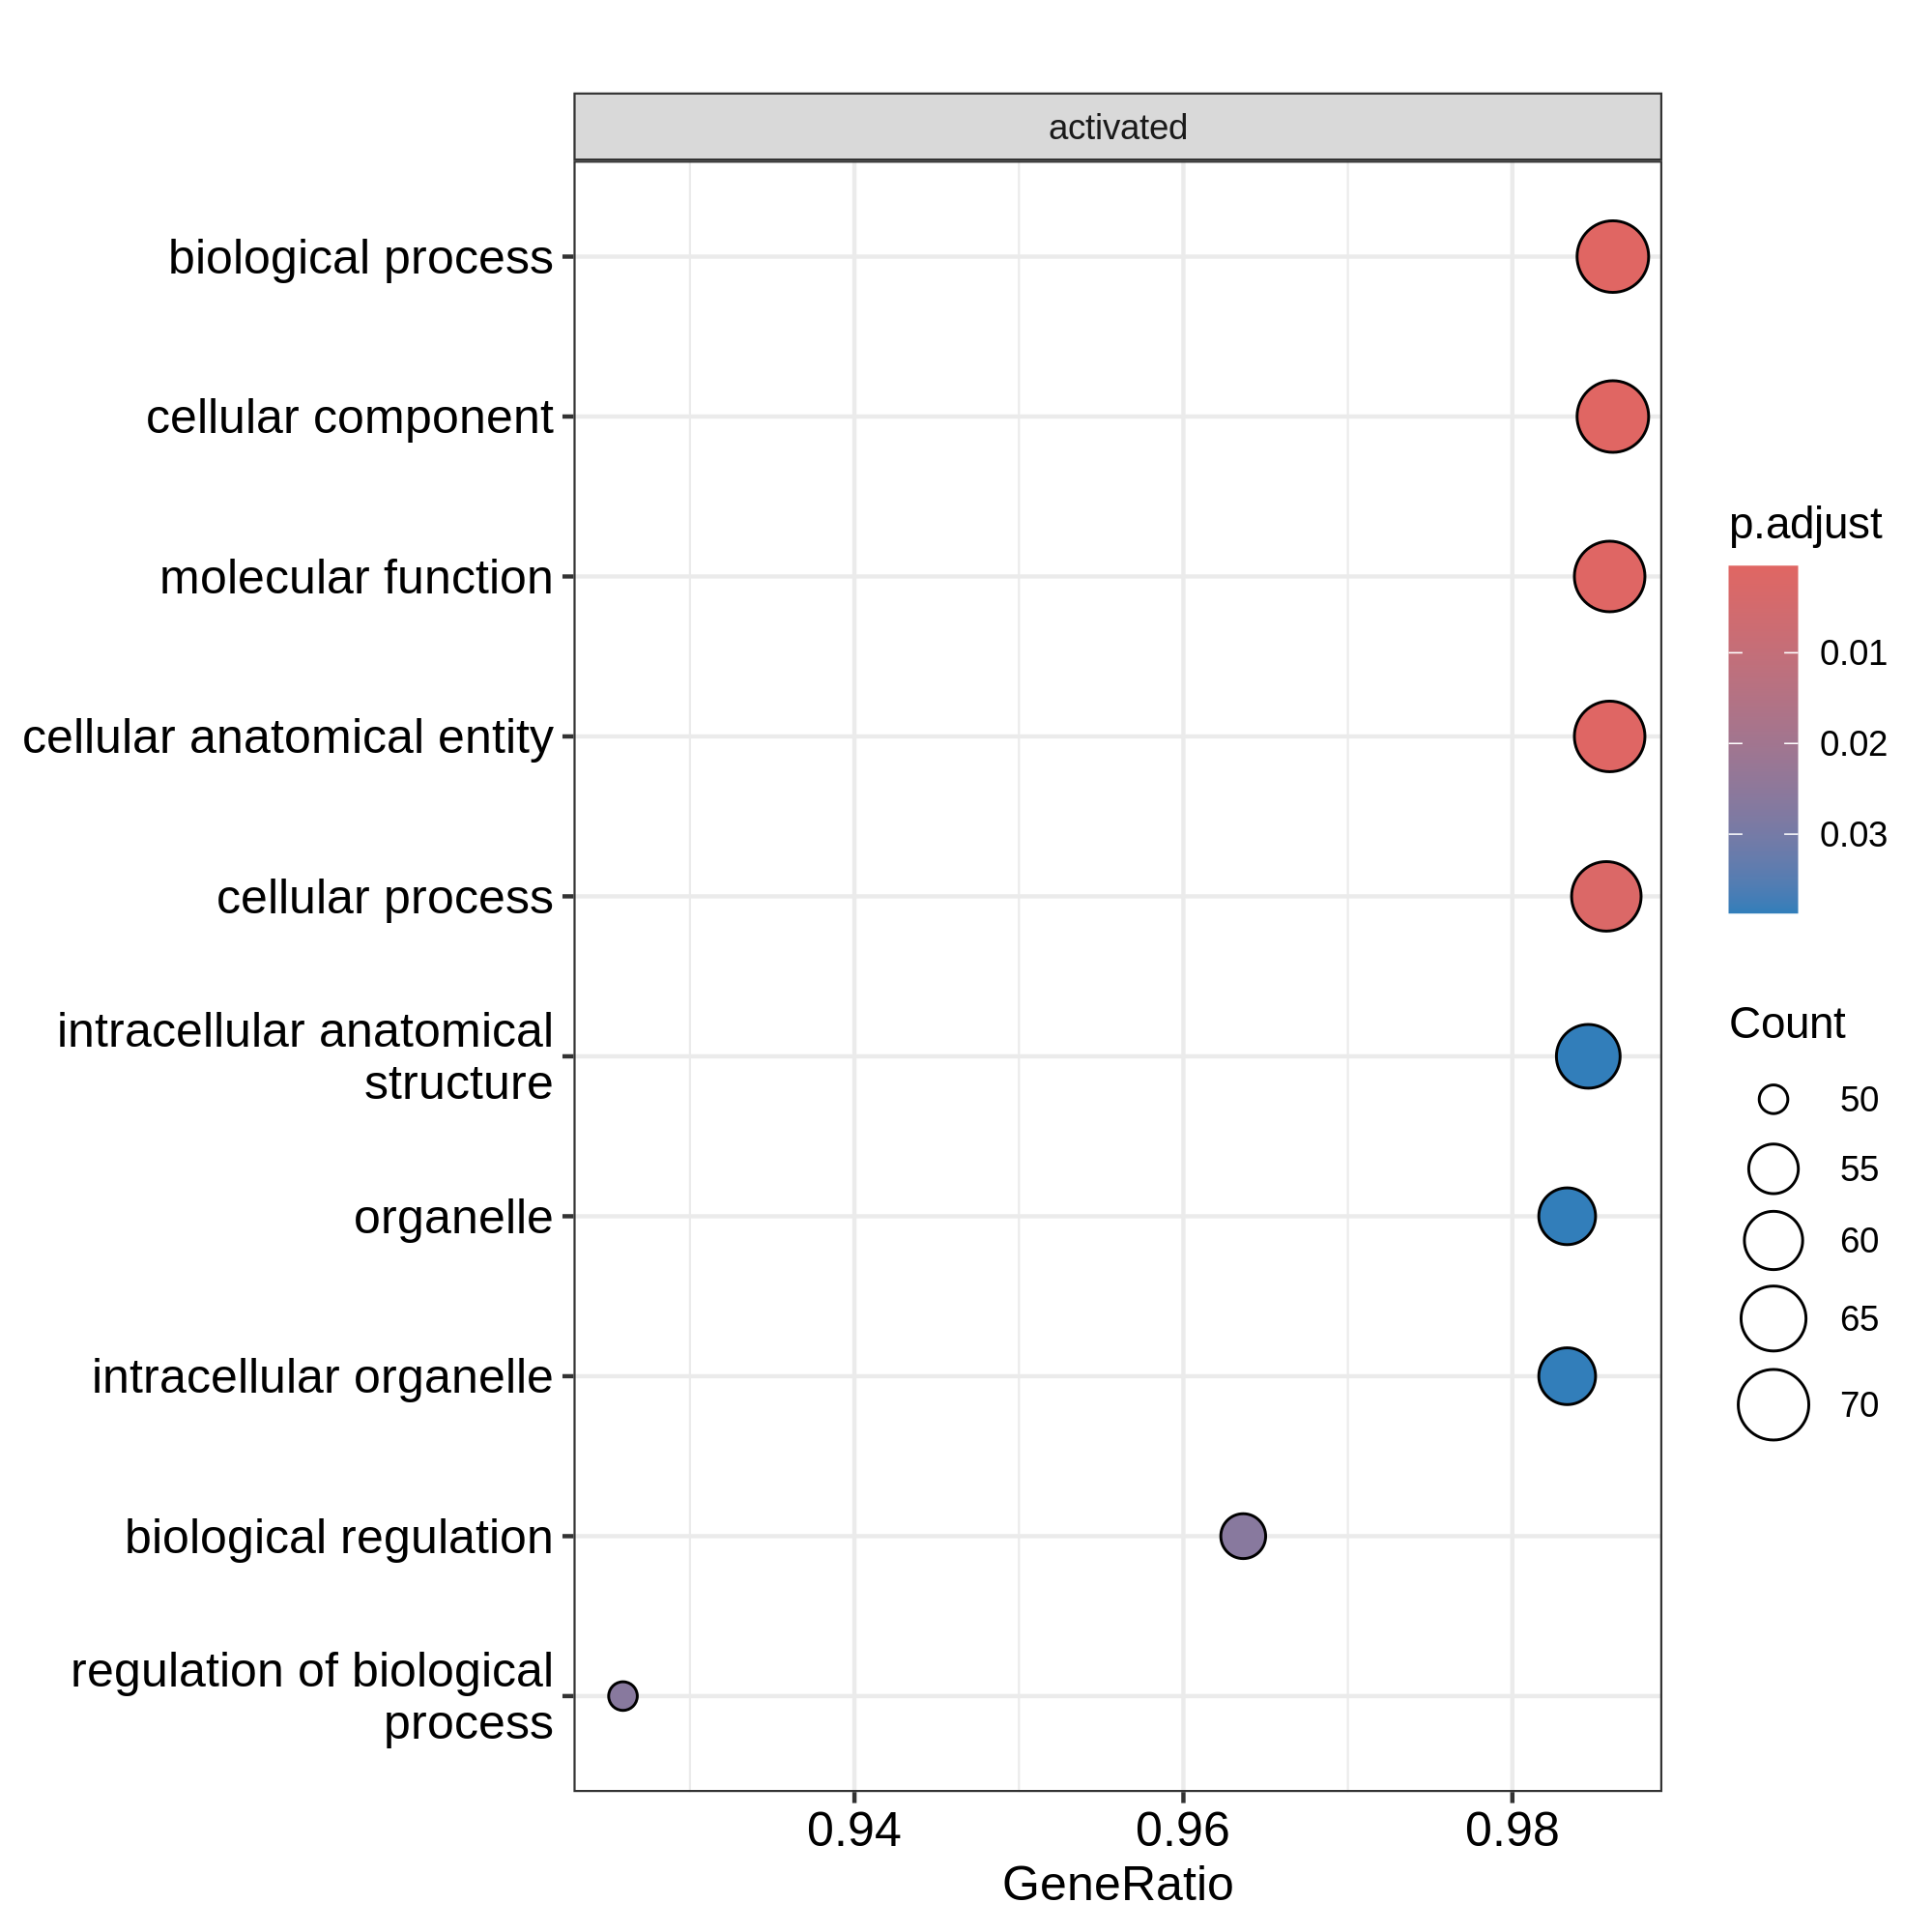 activated
biological process
cellular component
molecular function
cellular anatomical entity
cellular process
intracellular anatomical
structure
organelle
intracellular organelle
biological regulation
regulation of biological
process
0.94
0.96
0.98
GeneRatio
p.adjust
0.01
0.02
0.03
Count
50
55
60
65
70